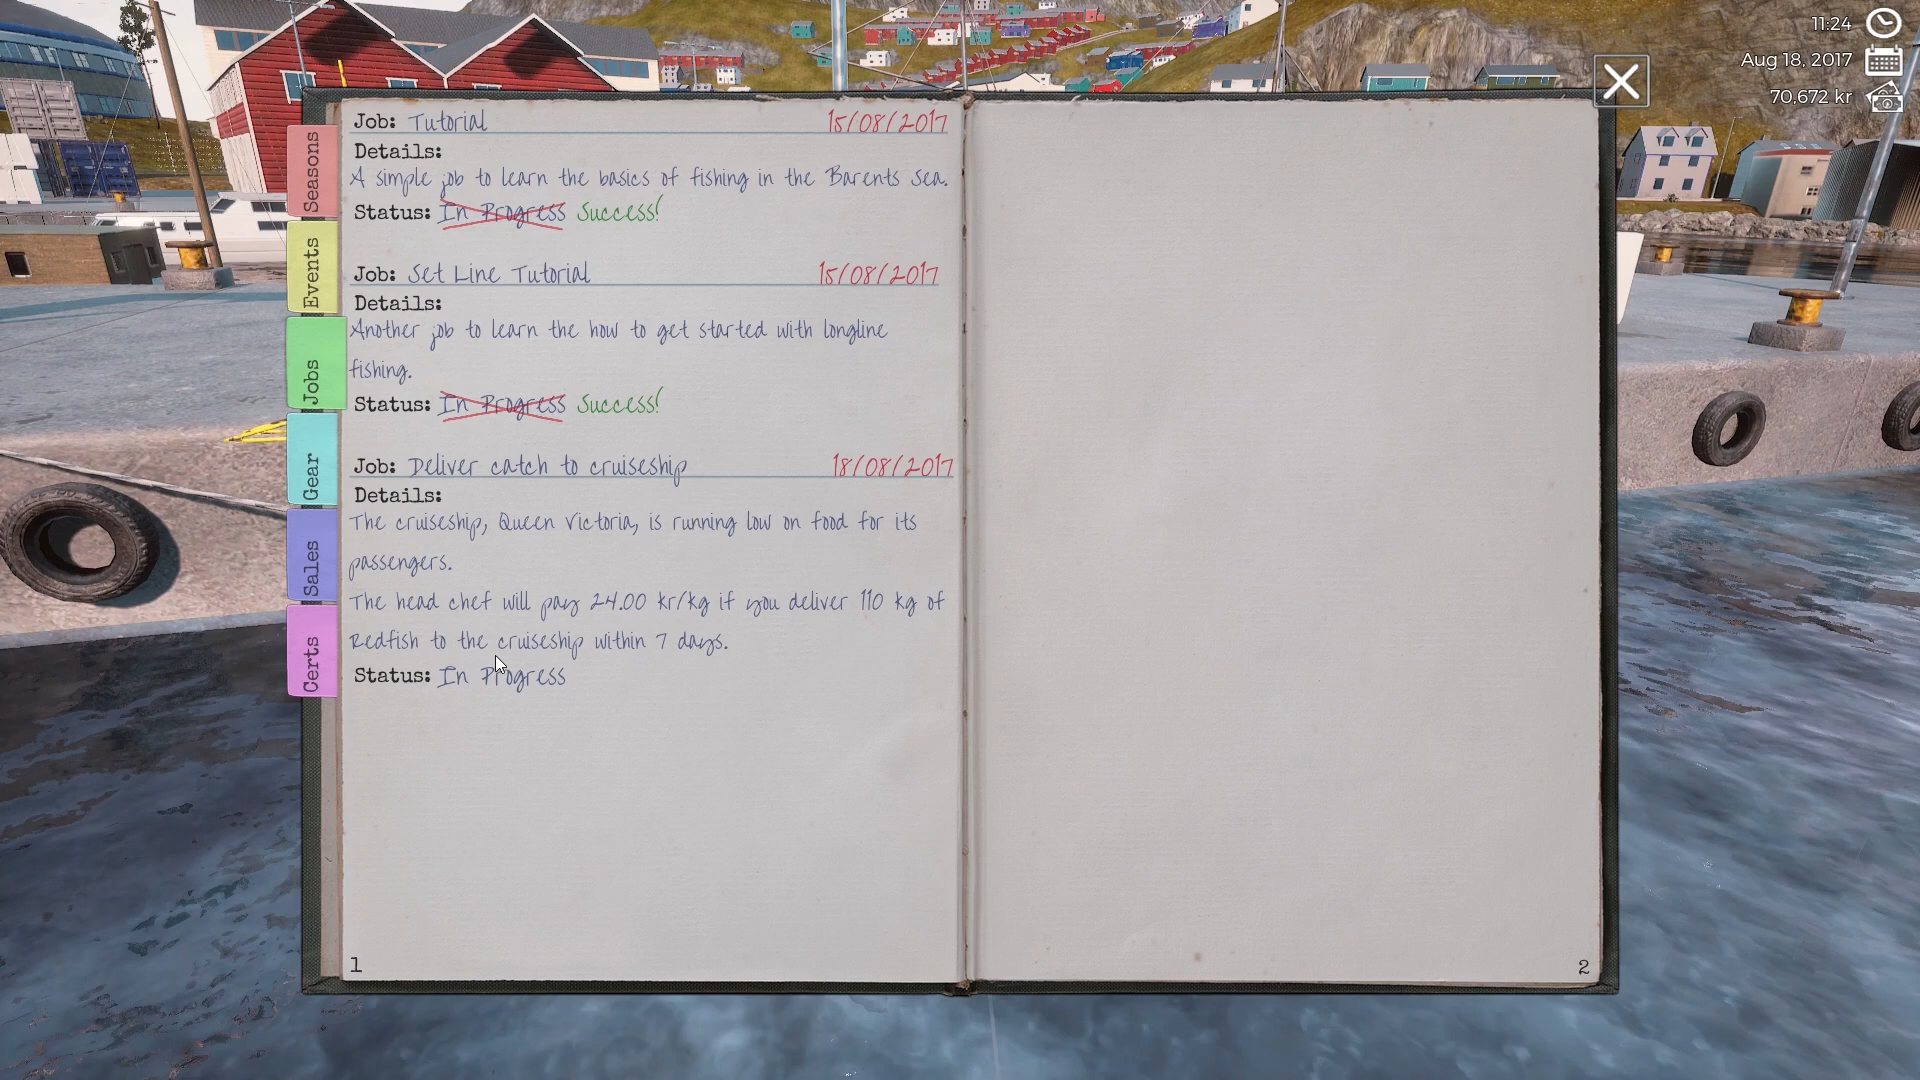 11:24
Aug 18, 2017
70,672 kr
Seasons
Events
Jobs
Gear
Sales
Certs
Job: Tutorial 15/08/2017
Details:
A simple job to learn the basics of fishing in the Barents Sea.
Status: In Progress Success!
Job: Set Line Tutorial 15/08/2017
Details:
Another job to learn the how to get started with longline
fishing.
Status: In Progress Success!
Job: Deliver catch to cruiseship 18/08/2017
Details:
The cruiseship, Queen Victoria, is running low on food for its
passengers.
The head chef will pay 24.00 kr/kg if you deliver 110 kg of
Redfish to the cruiseship within 7 days.
Status: In Progress
1
2